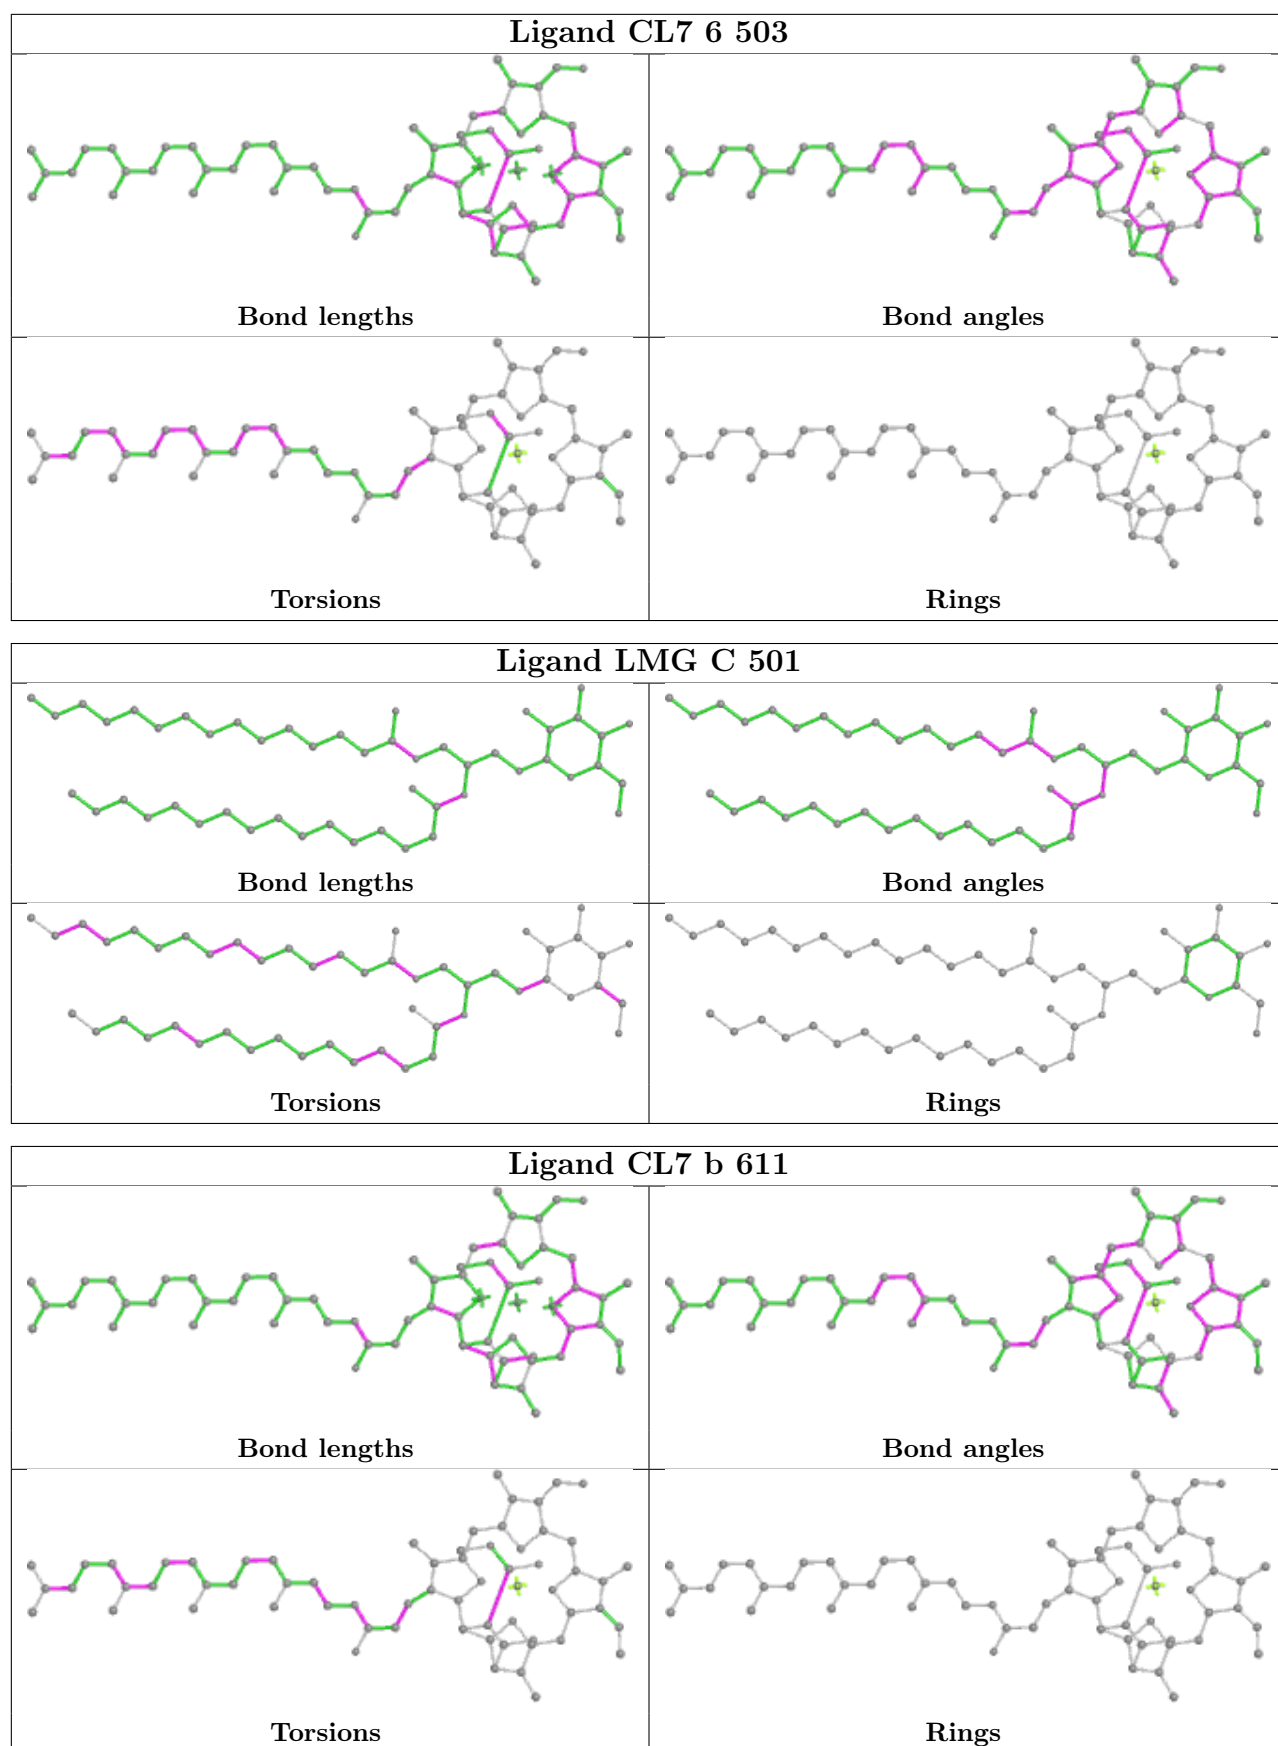 Ligand CL7 6 503
Bond lengths
Bond angles
Torsions
Rings
Ligand LMG C 501
Bond lengths
Bond angles
Torsions
Rings
Ligand CL7 b 611
Bond lengths
Bond angles
Torsions
Rings